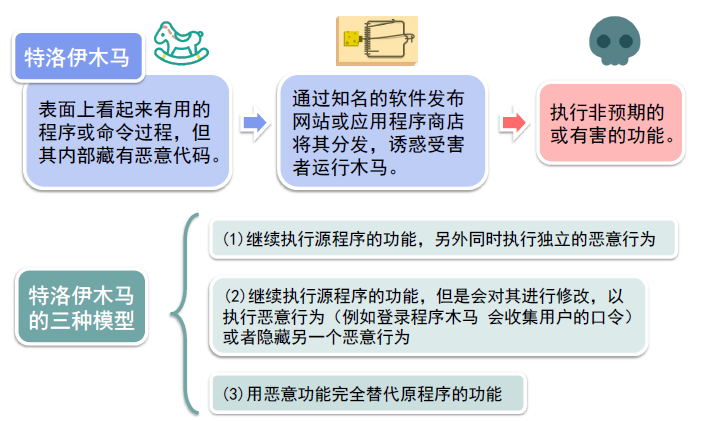 特洛伊木马
表面上看起来有用的
程序或命令过程，但
其内部藏有恶意代码。
通过知名的软件发布
网站或应用程序商店
将其分发，诱惑受害
者运行木马。
执行非预期的
或有害的功能。
特洛伊木马
的三种模型
(1)继续执行源程序的功能，另外同时执行独立的恶意行为
(2)继续执行源程序的功能，但是会对其进行修改，以
执行恶意行为（例如登录程序木马 会收集用户的口令）
或者隐藏另一个恶意行为
(3)用恶意功能完全替代原程序的功能